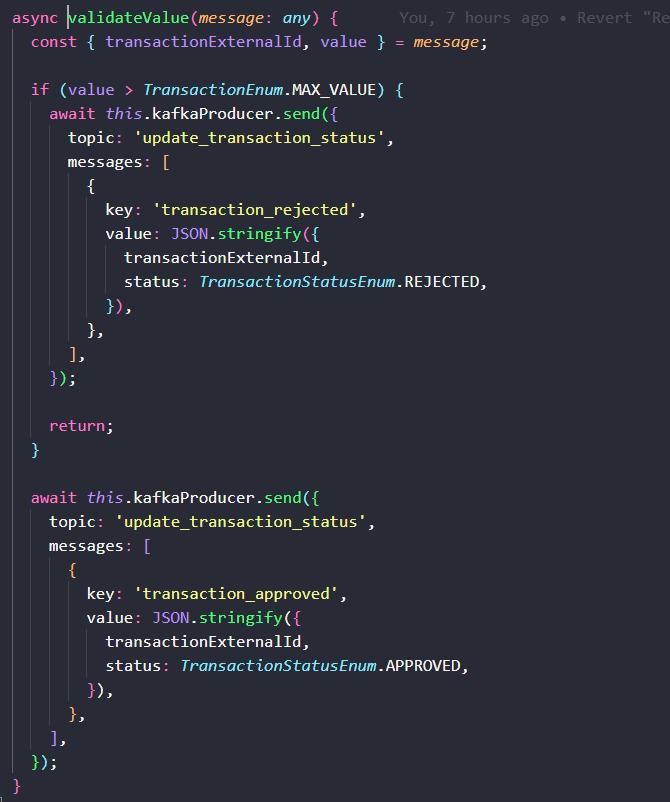 async validateValue(message: any) {      You, 7 hours ago • Revert "Re
  const { transactionExternalId, value } = message;

  if (value > TransactionEnum.MAX_VALUE) {
    await this.kafkaProducer.send({
      topic: 'update_transaction_status',
      messages: [
        {
          key: 'transaction_rejected',
          value: JSON.stringify({
            transactionExternalId,
            status: TransactionStatusEnum.REJECTED,
          }),
        },
      ],
    });

    return;
  }

  await this.kafkaProducer.send({
    topic: 'update_transaction_status',
    messages: [
      {
        key: 'transaction_approved',
        value: JSON.stringify({
          transactionExternalId,
          status: TransactionStatusEnum.APPROVED,
        }),
      },
    ],
  });
}